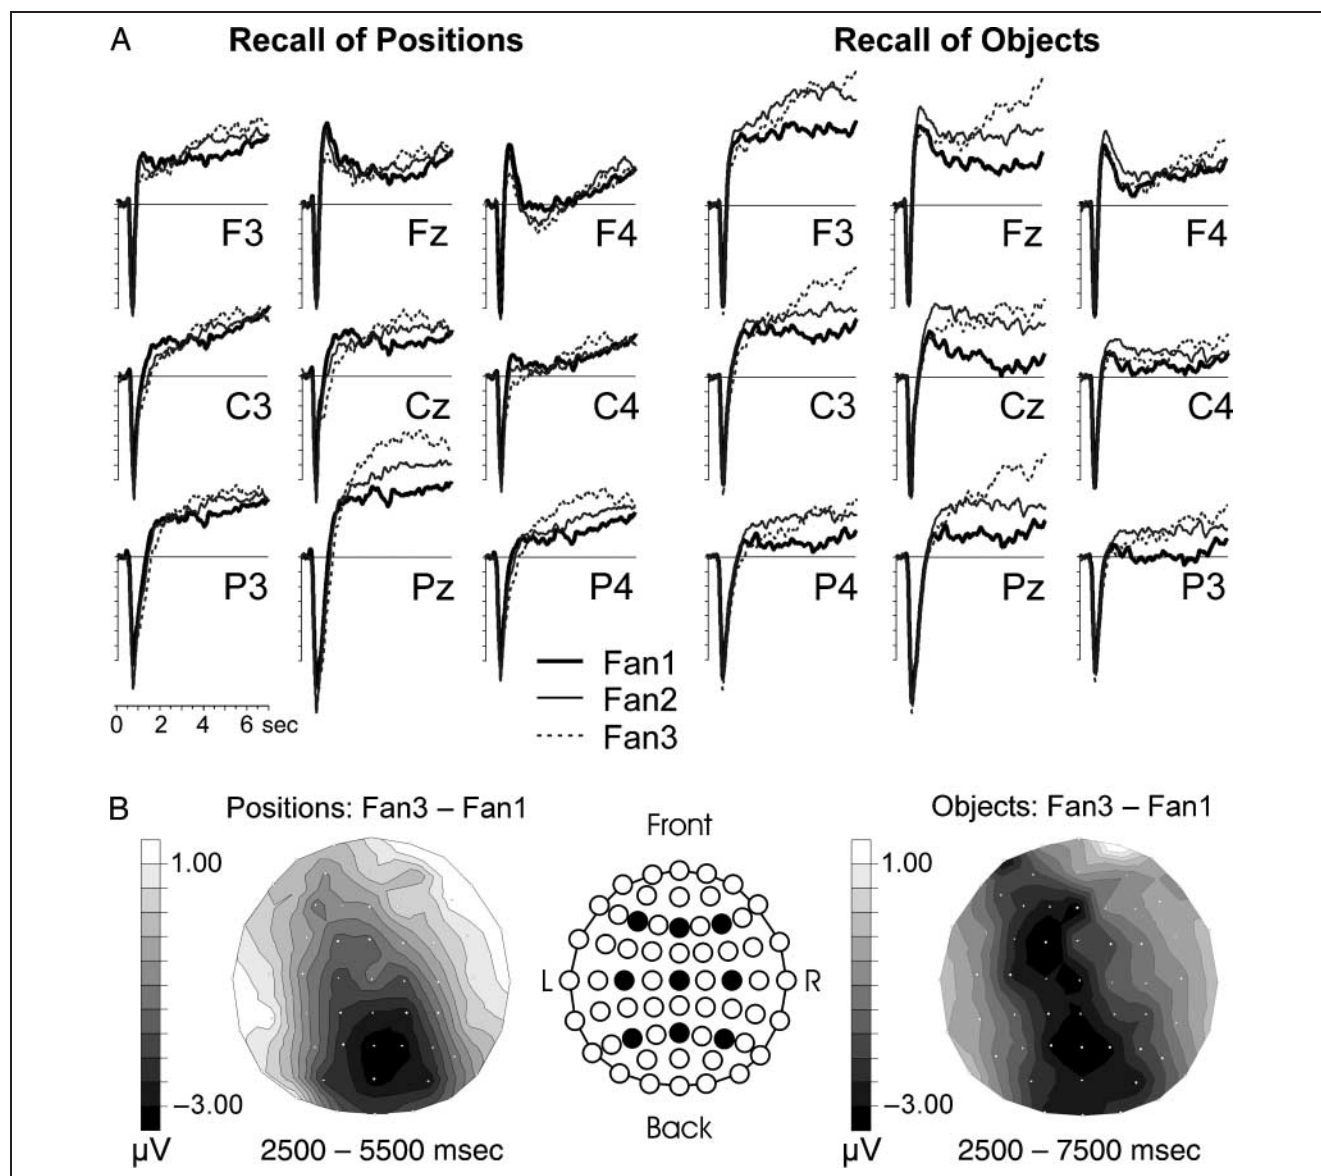 A
Recall of Positions
Recall of Objects
F3
Fz
F4
F3
Fz
F4
C3
Cz
C4
C3
Cz
C4
P3
Pz
P4
P4
Pz
P3
Fan1
Fan2
Fan3
0 2 4 6 sec
B
Positions: Fan3 – Fan1
Objects: Fan3 – Fan1
Front
1.00
1.00
L
R
–3.00
–3.00
Back
µV
2500 – 5500 msec
µV
2500 – 7500 msec